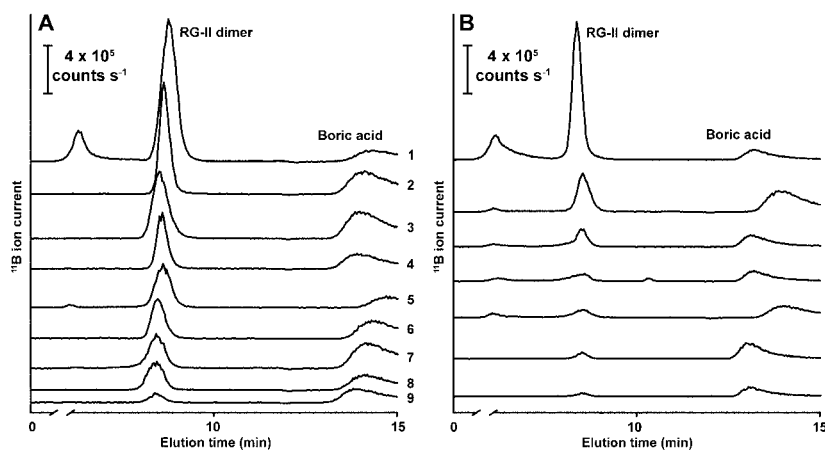 A
RG-II dimer
4 x 10⁵
counts s⁻¹
Boric acid
1
2
3
4
5
6
7
8
9
¹¹B ion current
0
10
15
Elution time (min)
B
RG-II dimer
4 x 10⁵
counts s⁻¹
Boric acid
¹¹B ion current
0
10
15
Elution time (min)